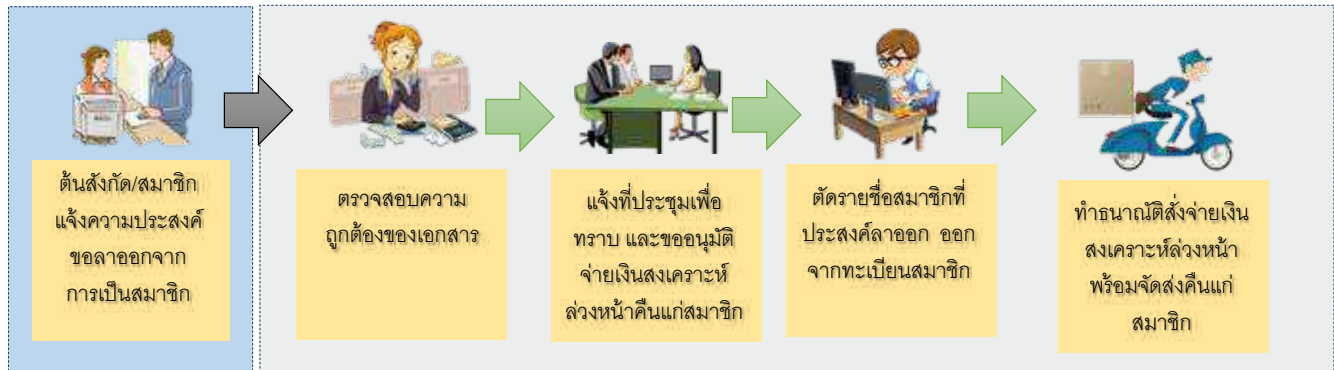 ต้นสังกัด/สมาชิก
แจ้งความประสงค์
ขอลาออกจาก
การเป็นสมาชิก
ตรวจสอบความ
ถูกต้องของเอกสาร
แจ้งที่ประชุมเพื่อ
ทราบ และขออนุมัติ
จ่ายเงินสงเคราะห์
ล่วงหน้าคืนแก่สมาชิก
ตัดรายชื่อสมาชิกที่
ประสงค์ลาออก ออก
จากทะเบียนสมาชิก
ทำธนาณัติสั่งจ่ายเงิน
สงเคราะห์ล่วงหน้า
พร้อมจัดส่งคืนแก่
สมาชิก